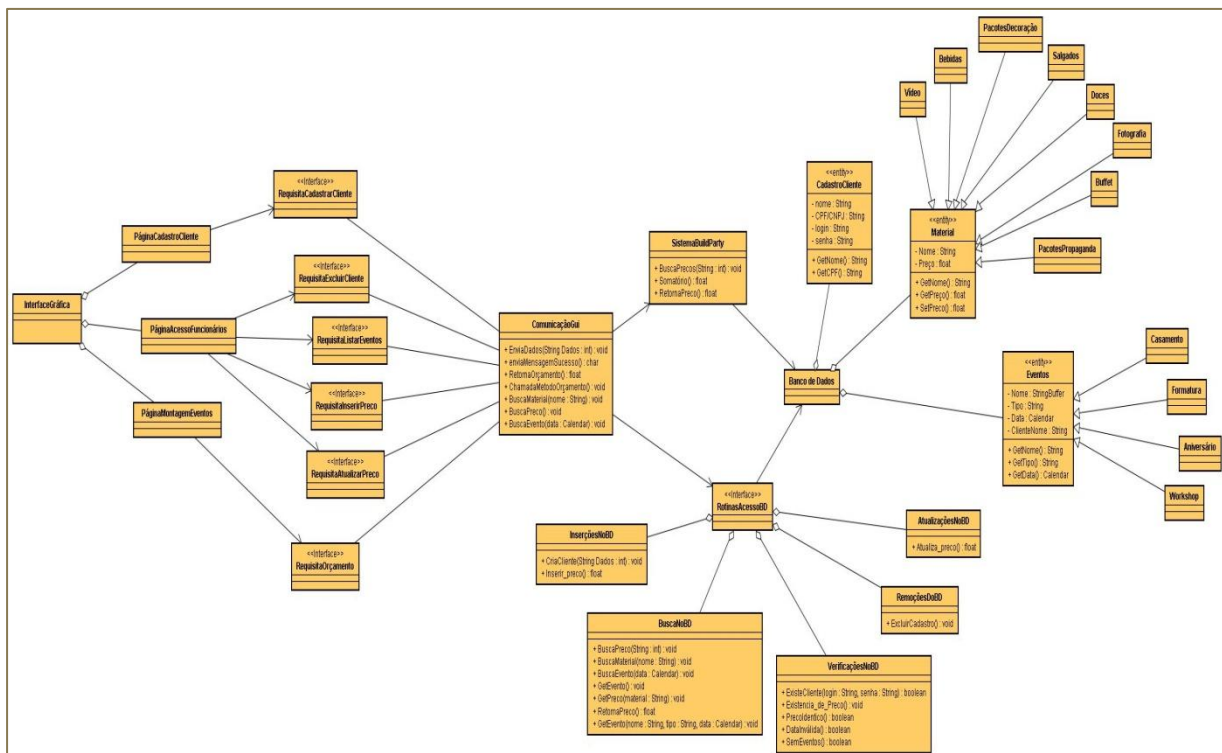 PacotesDecoração
Salgados
Bebidas
Vídeo
Doces
Fotografia
Buffet
PacotesPropaganda
<<entity>>
Material
- Nome : String
- Preço : float
+ GetNome() : String
+ GetPreço() : float
+ SetPreco() : float
<<entity>>
CadastroCliente
- nome : String
- CPF/CNPJ : String
- login : String
- senha : String
+ GetNome() : String
+ GetCPF() : String
<<Interface>>
RequisitaCadastrarCliente
PáginaCadastroCliente
InterfaceGráfica
PáginaAcessoFuncionários
PáginaMontagemEventos
<<Interface>>
RequisitaExcluirCliente
<<Interface>>
RequisitaListarEventos
<<Interface>>
RequisitaInserirPreco
<<Interface>>
RequisitaAtualizarPreco
<<Interface>>
RequisitaOrçamento
ComunicaçãoGui
+ EnviaDados(String Dados : int) : void
+ enviaMensagemSucesso() : char
+ RetornaOrçamento() : float
+ ChamadaMetodoOrçamento() : void
+ BuscaMaterial(nome : String) : void
+ BuscaPreco() : void
+ BuscaEvento(data : Calendar) : void
SistemaBuildParty
+ BuscaPrecos(String : int) : void
+ Somatório() : float
+ RetornaPreco() : float
Banco de Dados
<<entity>>
Eventos
- Nome : StringBuffer
- Tipo : String
- Data : Calendar
- ClienteNome : String
+ GetNome() : String
+ GetTipo() : String
+ GetData() : Calendar
Casamento
Formatura
Aniversário
Workshop
<<Interface>>
RotinasAcessoBD
InserçõesNoBD
+ CriaCliente(String Dados : int) : void
+ Inserir_preco() : float
AtualizaçõesNoBD
+ Atualiza_preco() : float
RemoçõesDoBD
+ ExcluirCadastro() : void
BuscaNoBD
+ BuscaPreco(String : int) : void
+ BuscaMaterial(nome : String) : void
+ BuscaEvento(data : Calendar) : void
+ GetEvento() : void
+ GetPreco(material : String) : void
+ RetornaPreco() : float
+ GetEvento(nome : String, tipo : String, data : Calendar) : void
VerificaçõesNoBD
+ ExisteCliente(login : String, senha : String) : boolean
+ Existencia_de_Preco() : void
+ PrecoIdentico() : boolean
+ DataInválida() : boolean
+ SemEventos() : boolean